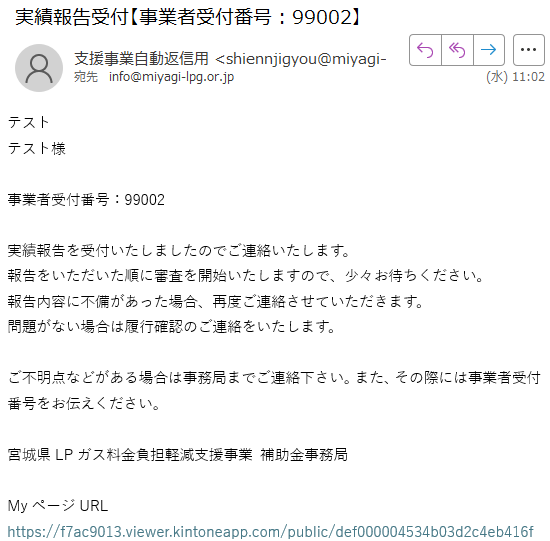 実績報告受付【事業者受付番号：99002】
支援事業自動返信用 <shiennjigyou@miyagi-
宛先 info@miyagi-lpg.or.jp
(水) 11:02
テスト
テスト様
事業者受付番号：99002
実績報告を受付いたしましたのでご連絡いたします。
報告をいただいた順に審査を開始いたしますので、少々お待ちください。
報告内容に不備があった場合、再度ご連絡させていただきます。
問題がない場合は履行確認のご連絡をいたします。
ご不明点などがある場合は事務局までご連絡下さい。また、その際には事業者受付
番号をお伝えください。
宮城県 LP ガス料金負担軽減支援事業 補助金事務局
My ページ URL
https://f7ac9013.viewer.kintoneapp.com/public/def000004534b03d2c4eb416f